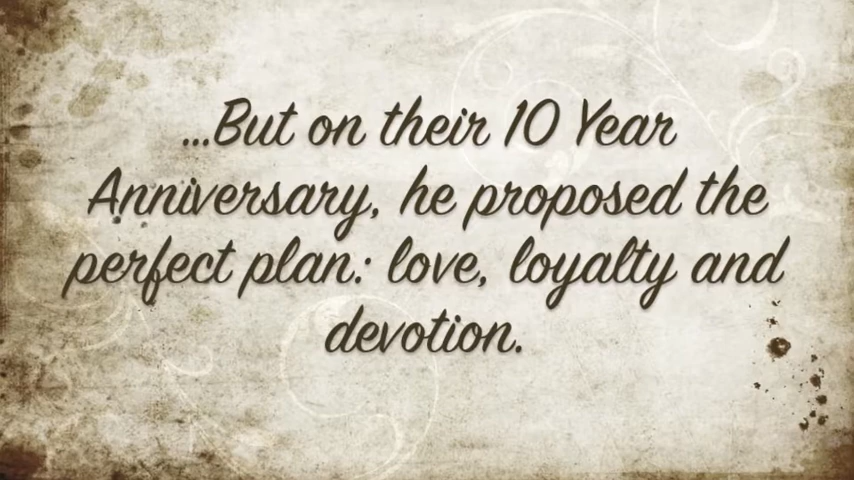 ...But on their 10 Year
Anniversary, he proposed the
perfect plan.: love, loyalty and
devotion.